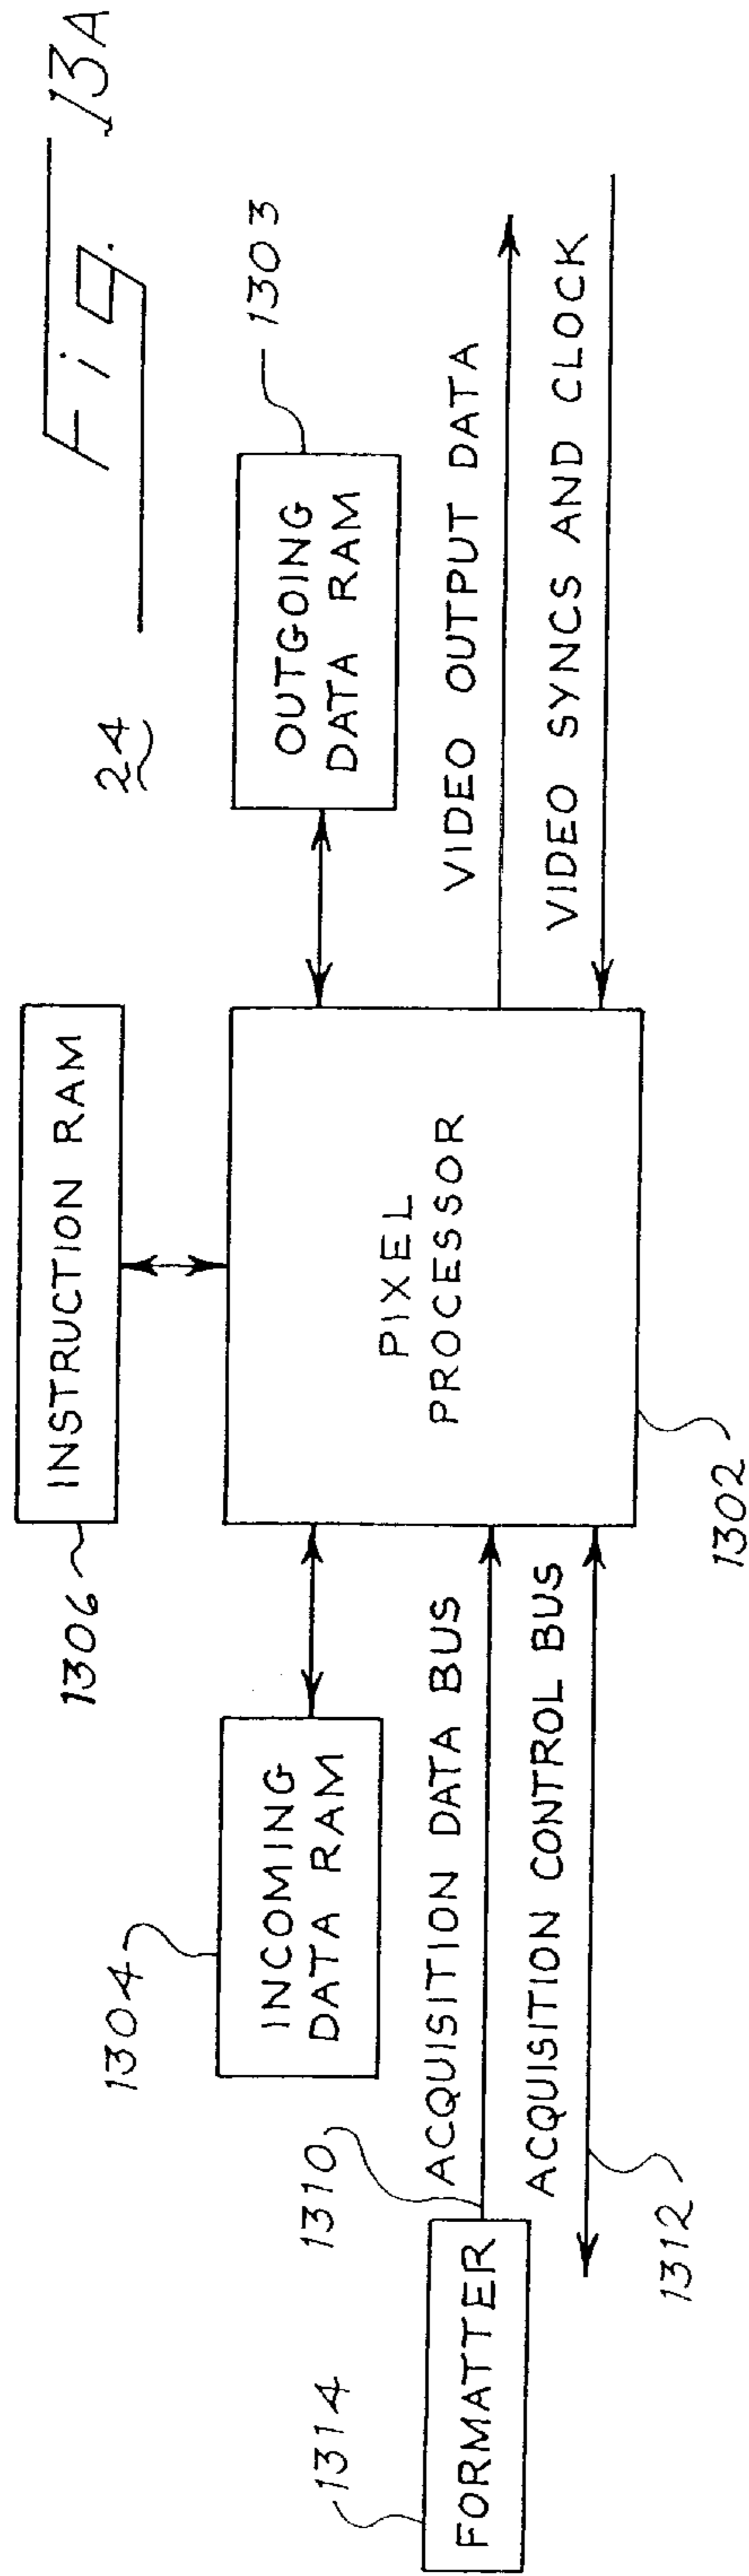 Fig. 13A
24
1306
INSTRUCTION RAM
1304
INCOMING
DATA RAM
OUTGOING
DATA RAM
1303
PIXEL
PROCESSOR
1302
1314
FORMATTER
1310
ACQUISITION DATA BUS
ACQUISITION CONTROL BUS
1312
VIDEO OUTPUT DATA
VIDEO SYNCS AND CLOCK